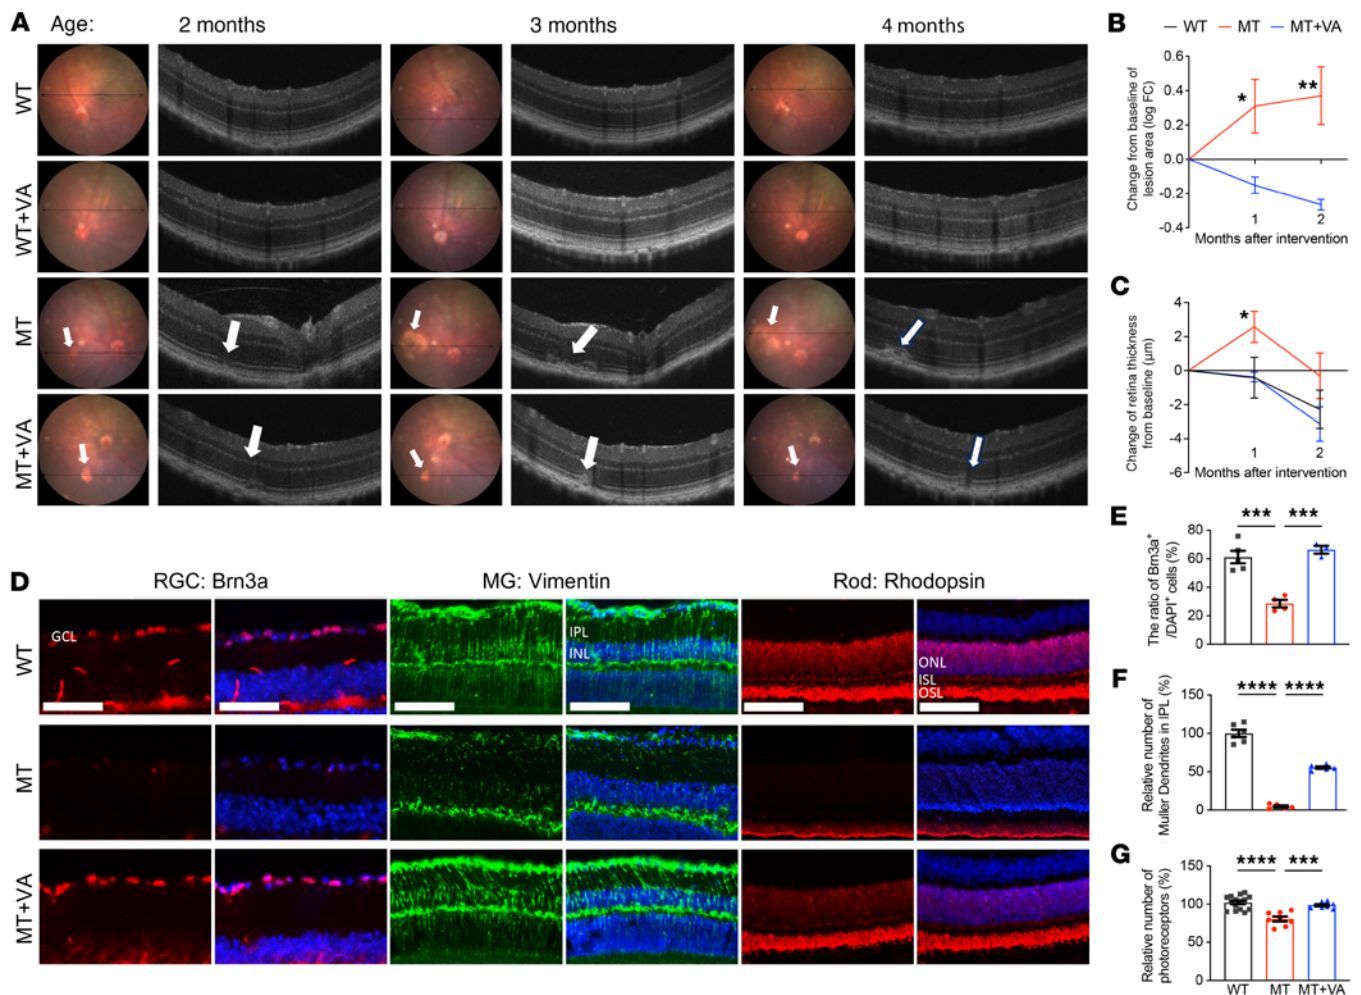 A Age: 2 months 3 months 4 months
WT
WT+VA
MT
MT+VA
B WT MT MT+VA
Change from baseline of
lesion area (log FC)
0.6
0.4
0.2
0.0
-0.2
-0.4
* **
1 2
Months after intervention
C
Change of retina thickness
from baseline (µm)
4
2
0
-2
-4
-6
*
1 2
Months after intervention
D RGC: Brn3a MG: Vimentin Rod: Rhodopsin
WT
GCL
IPL
INL
ONL
ISL
OSL
MT
MT+VA
E
The ratio of Brn3a+
/DAPI+ cells (%)
80
60
40
20
0
*** ***
F
Relative number of
Muller Dendrites in IPL (%)
150
100
50
0
**** ****
G
Relative number of
photoreceptors (%)
150
100
50
0
**** ***
WT MT MT+VA